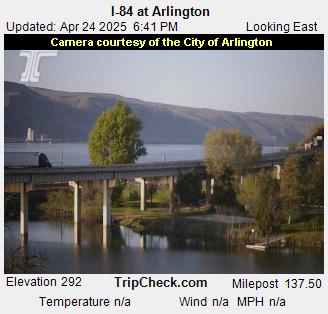 I-84 at Arlington
Updated: Apr 24 2025 6:41 PM Looking East
Camera courtesy of the City of Arlington
Elevation 292 TripCheck.com Milepost 137.50
Temperature n/a Wind n/a MPH n/a